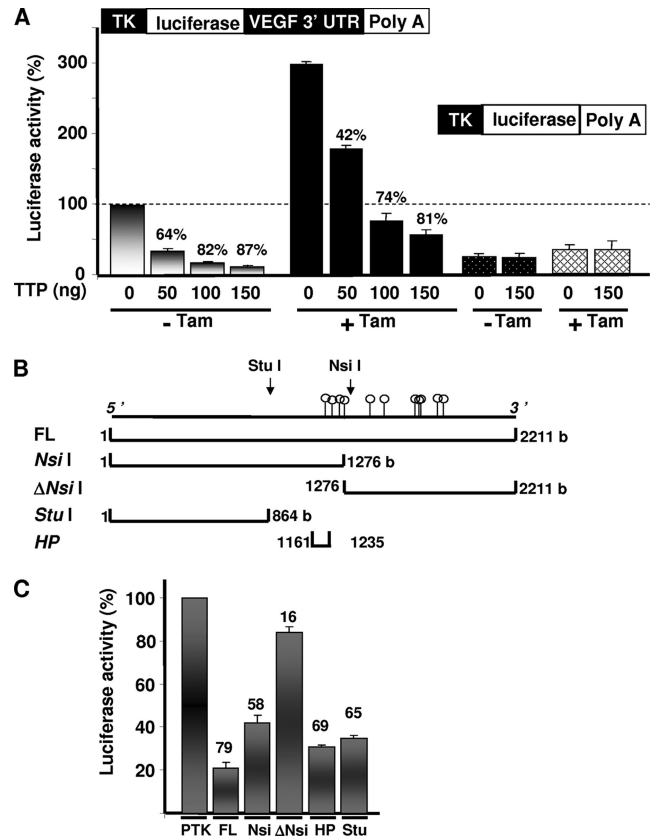 A
TK luciferase VEGF 3' UTR Poly A
Luciferase activity (%)
300
200
100
0
64%
82%
87%
42%
74%
81%
TK luciferase Poly A
TTP (ng) 0 50 100 150 0 50 100 150 0 150 0 150
- Tam + Tam - Tam + Tam
B
Stu I Nsi I
5 ' 3 '
FL 1 2211 b
Nsi I 1 1276 b
ΔNsi I 1276 2211 b
Stu I 1 864 b
HP 1161 1235
C
Luciferase activity (%)
100
80
60
40
20
79
58
16
69
65
PTK FL Nsi ΔNsi HP Stu